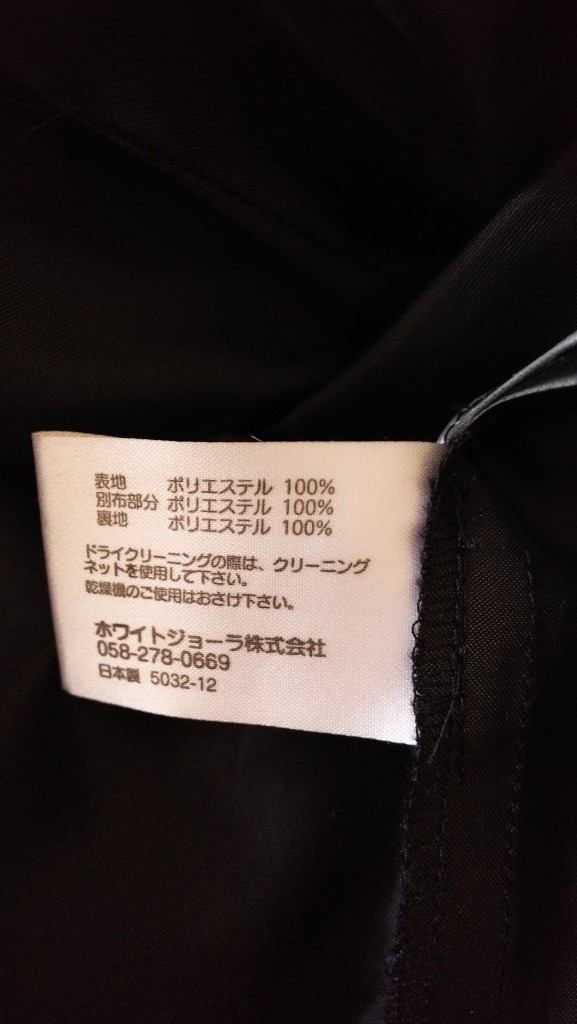 表地 ポリエステル 100%
別布部分 ポリエステル 100%
裏地 ポリエステル 100%
ドライクリーニングの際は、クリーニング
ネットを使用して下さい。
乾燥機のご使用はおさけ下さい。
ホワイトジョーラ株式会社
058-278-0669
日本製 5032-12